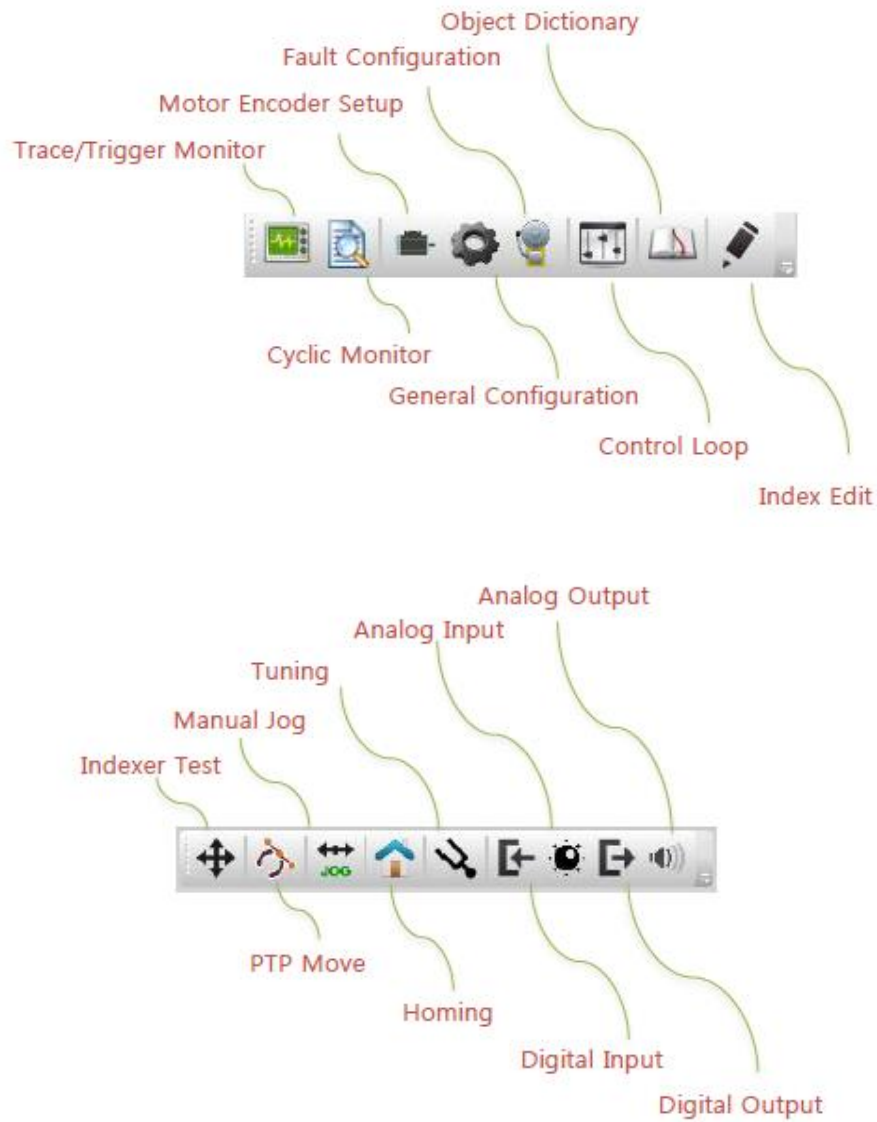 Object Dictionary
Fault Configuration
Motor Encoder Setup
Trace/Trigger Monitor
Cyclic Monitor
General Configuration
Control Loop
Index Edit
Analog Output
Analog Input
Tuning
Manual Jog
Indexer Test
JOG
PTP Move
Homing
Digital Input
Digital Output